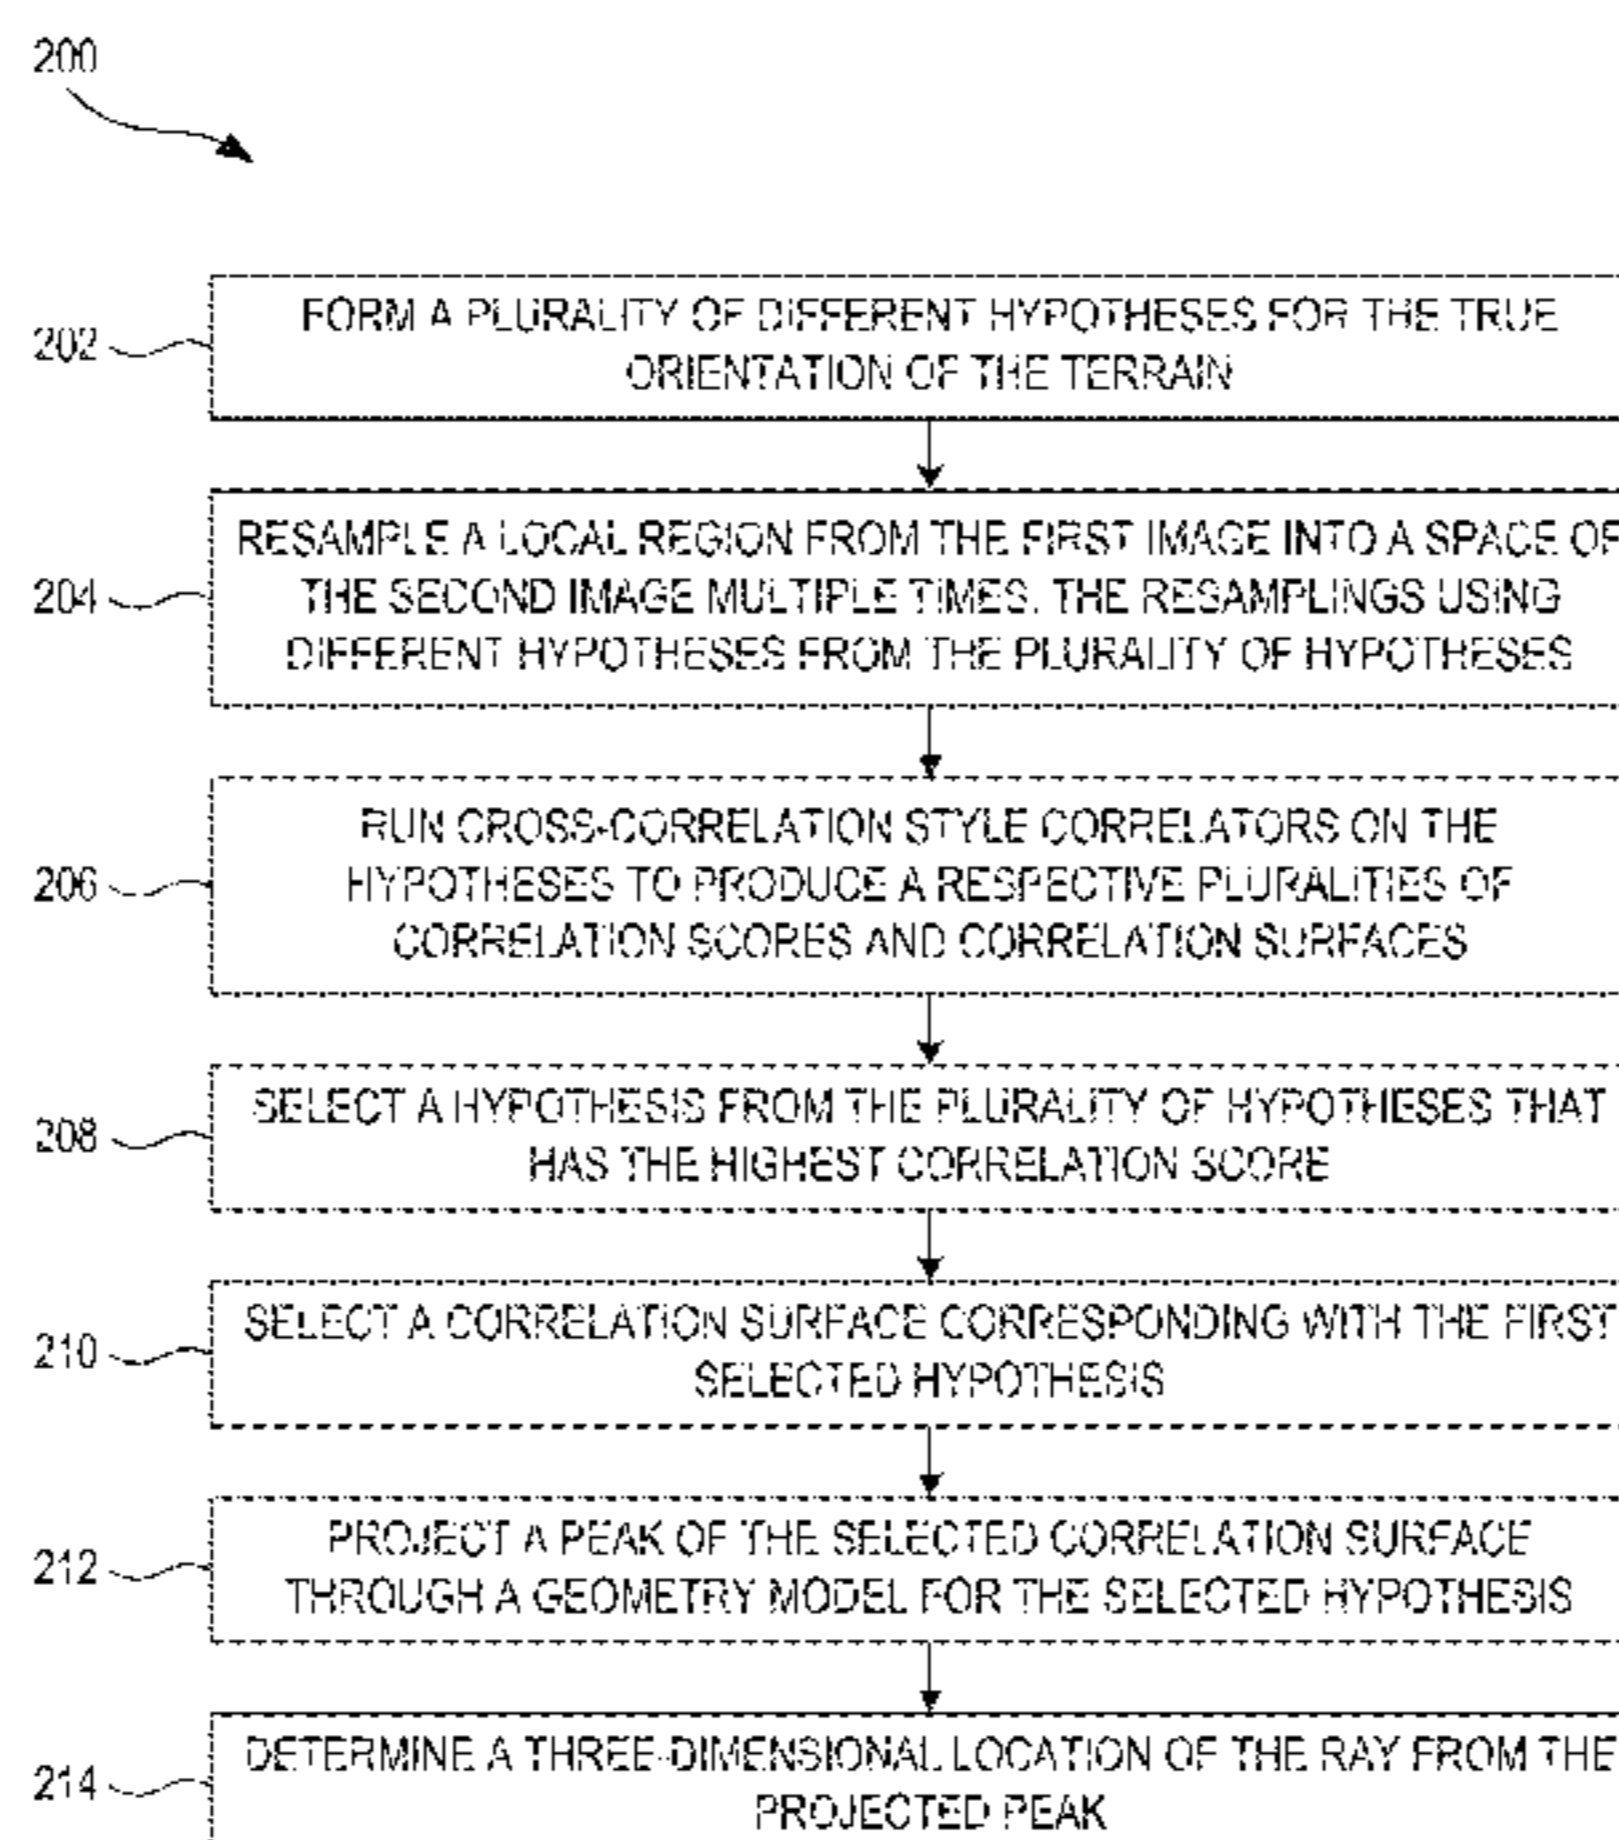 200
202
FORM A PLURALITY OF DIFFERENT HYPOTHESES FOR THE TRUE
ORIENTATION OF THE TERRAIN
204
RESAMPLE A LOCAL REGION FROM THE FIRST IMAGE INTO A SPACE OF
THE SECOND IMAGE MULTIPLE TIMES, THE RESAMPLINGS USING
DIFFERENT HYPOTHESES FROM THE PLURALITY OF HYPOTHESES
206
RUN CROSS-CORRELATION STYLE CORRELATORS ON THE
HYPOTHESES TO PRODUCE A RESPECTIVE PLURALITIES OF
CORRELATION SCORES AND CORRELATION SURFACES
208
SELECT A HYPOTHESIS FROM THE PLURALITY OF HYPOTHESES THAT
HAS THE HIGHEST CORRELATION SCORE
210
SELECT A CORRELATION SURFACE CORRESPONDING WITH THE FIRST
SELECTED HYPOTHESIS
212
PROJECT A PEAK OF THE SELECTED CORRELATION SURFACE
THROUGH A GEOMETRY MODEL FOR THE SELECTED HYPOTHESIS
214
DETERMINE A THREE-DIMENSIONAL LOCATION OF THE RAY FROM THE
PROJECTED PEAK